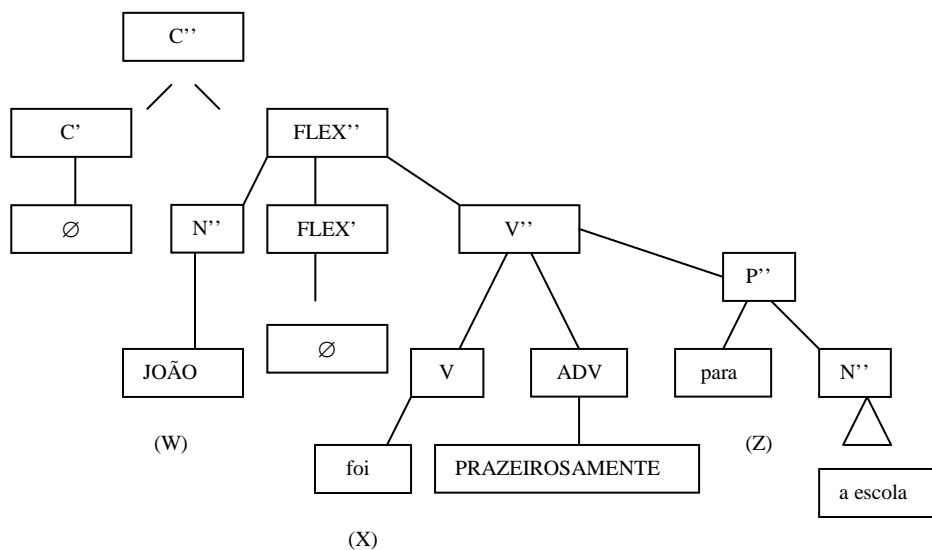 C’’
C’ FLEX’’
∅ N’’ FLEX’ V’’
P’’
∅
JOÃO V ADV para N’’
(W) (Z)
foi PRAZEIROSAMENTE
a escola
(X)